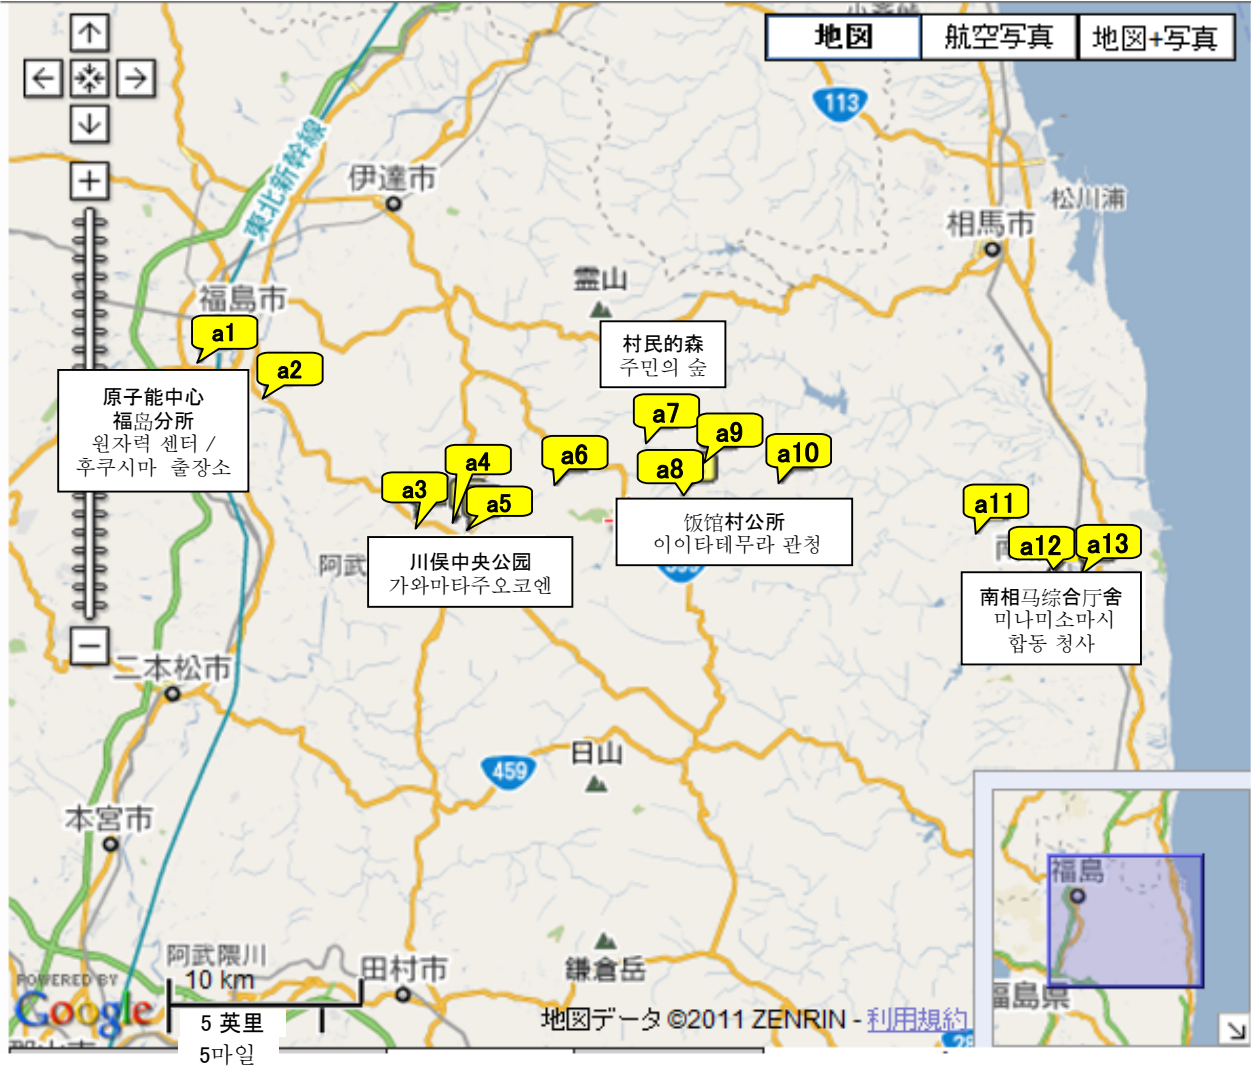 地図
航空写真
地図+写真
113
東北新幹線
伊達市
松川浦
相馬市
霊山
福島市
a1
a2
村民的森
주민의 숲
原子能中心
福岛分所
원자력 센터 /
후쿠시마 출장소
a7
a9
a6
a8
a10
a4
a3
a5
a11
饭馆村公所
이이타테무라 관청
a12
a13
川俣中央公园
가와마타주오코엔
阿武
南相马综合厅舍
미나미소마시
합동 청사
二本松市
日山
459
本宮市
福島
阿武隈川
10 km
田村市
鎌倉岳
POWERED BY
Google
福島県
5 英里
5마일
地図データ ©2011 ZENRIN - 利用規約